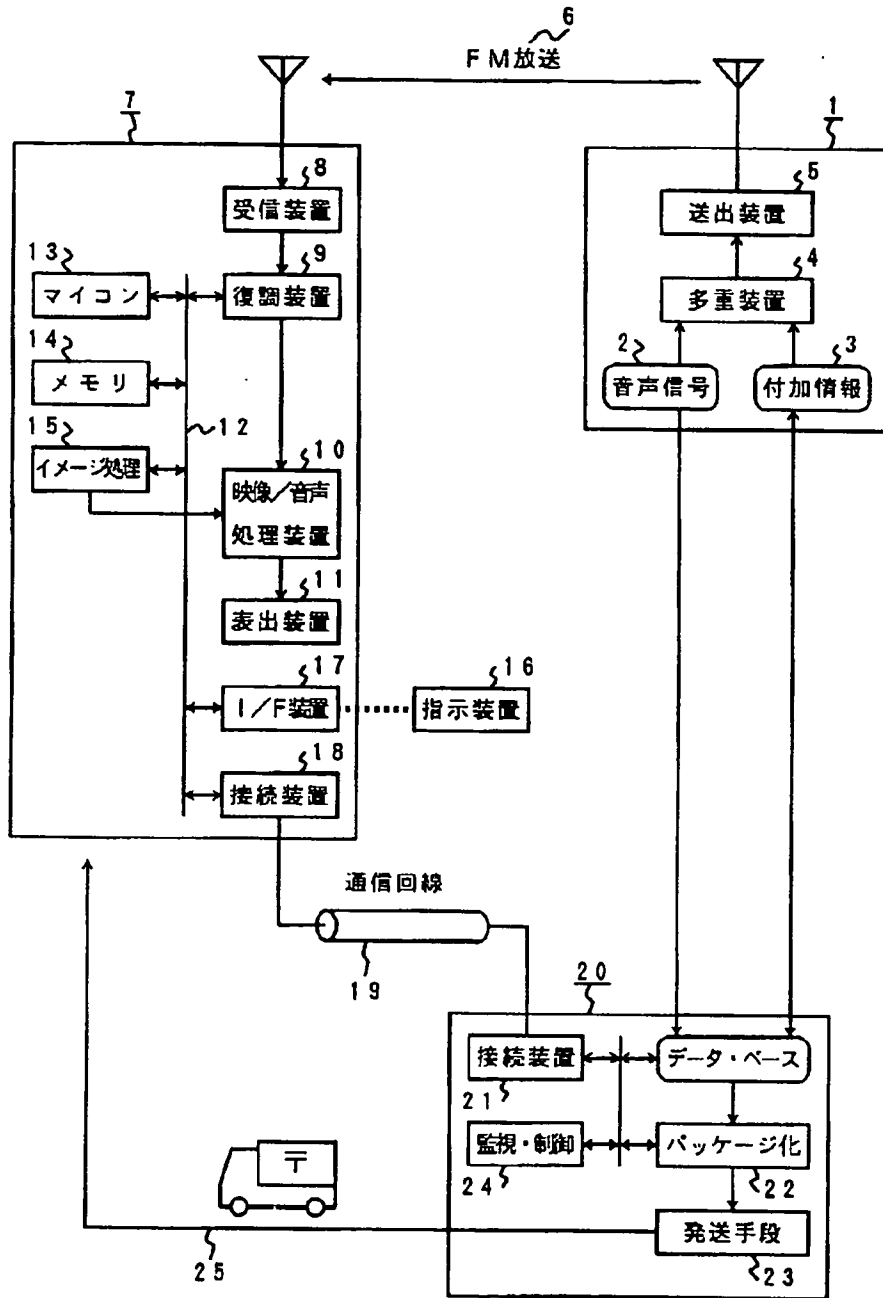 6
FM放送
7
1
8
受信装置
5
送出装置
13
マイコン
9
復調装置
4
多重装置
14
メモリ
2
音声信号
3
付加情報
15
イメージ処理
12
10
映像／音声
処理装置
11
表出装置
17
I/F装置
16
指示装置
18
接続装置
通信回線
19
20
接続装置
21
データ・ベース
監視・制御
24
パッケージ化
22
〒
発送手段
23
25